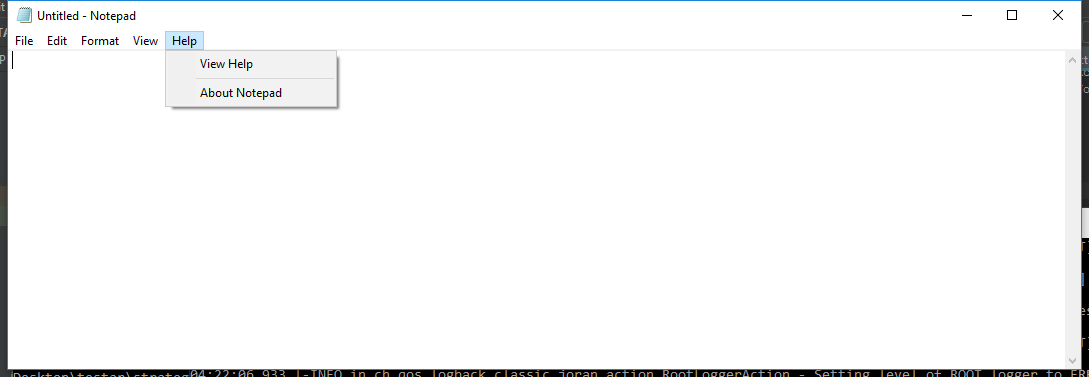 Untitled - Notepad
File Edit Format View Help
View Help
About Notepad
Desktop\testap\strateg04:22:06,933 |-INFO in ch.qos.logback.classic.joran.action.RootLoggerAction - Setting level of ROOT logger to ER